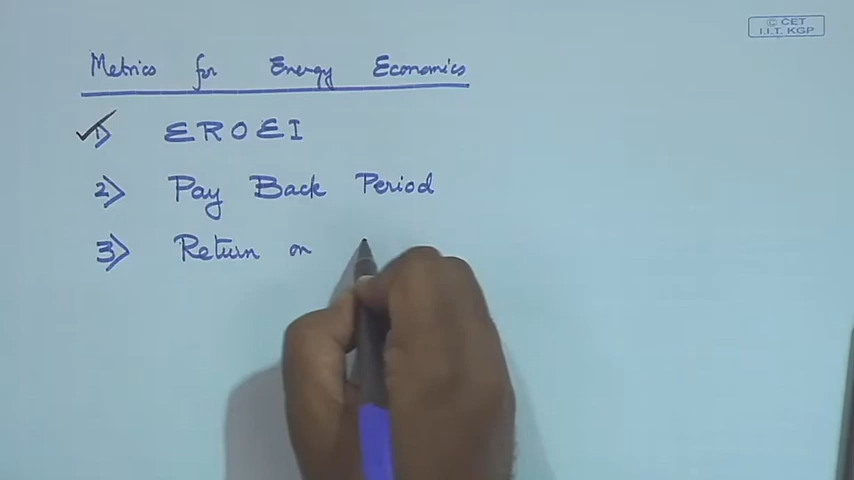 © CET
I.I.T. KGP
Metrics for Energy Economics
1> EROEI
2> Pay Back Period
3> Return on